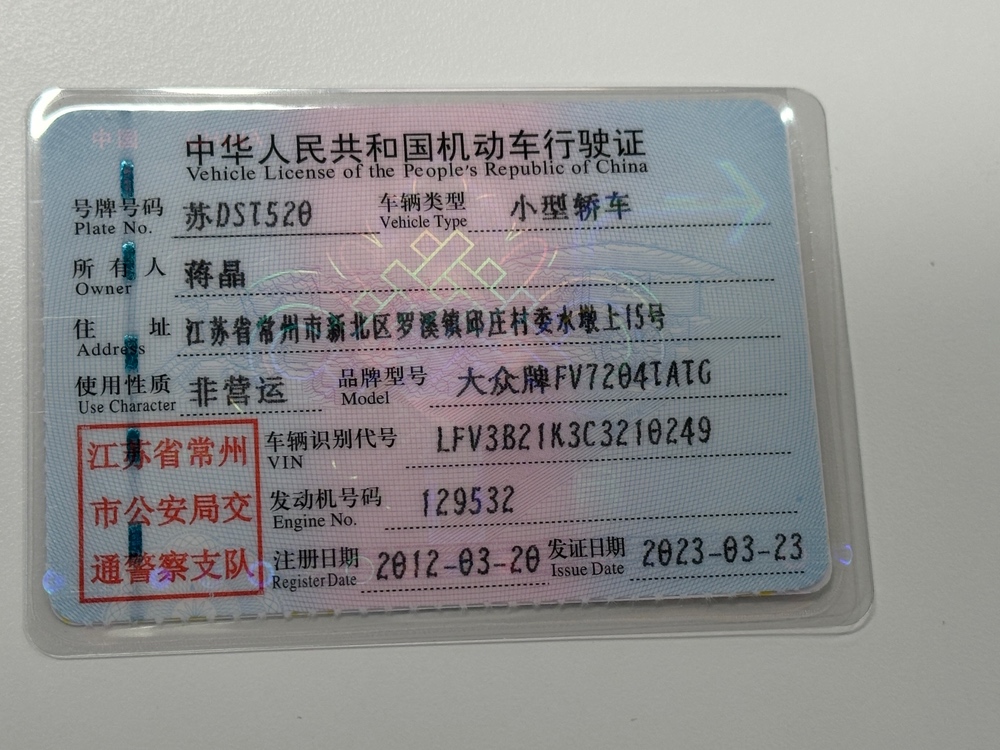 中华人民共和国机动车行驶证
Vehicle License of the People's Republic of China
号牌号码 苏DST520 车辆类型 小型轿车
Plate No. Vehicle Type
所有人 蒋晶
Owner
住址 江苏省常州市新北区罗溪镇邱庄村委水墩上15号
Address
使用性质 非营运 品牌型号 大众牌FV7204TATG
Use Character Model
车辆识别代号 LFV3B21K3C3210249
VIN
发动机号码 129532
Engine No.
注册日期 2012-03-20 发证日期 2023-03-23
Register Date Issue Date
江苏省常州
市公安局交
通警察支队